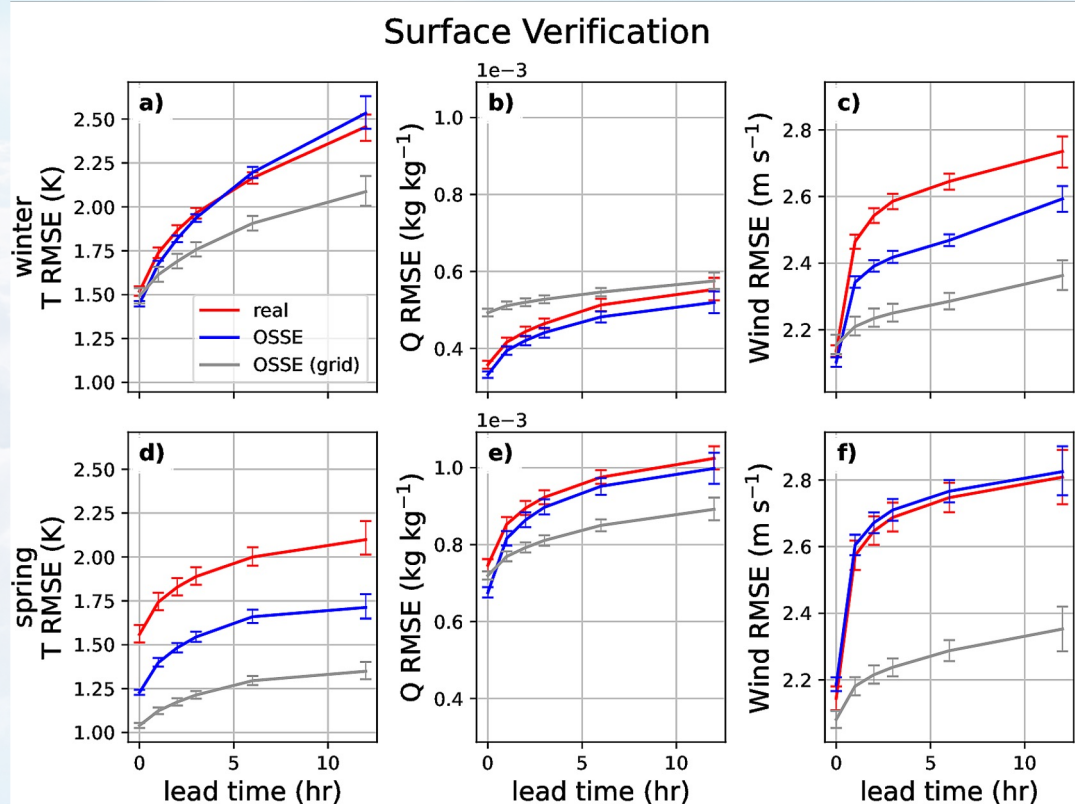 Surface Verification
1e−3
a)
b)
c)
winter
T RMSE (K)
2.50
2.25
2.00
1.75
1.50
1.25
1.00
real
OSSE
OSSE (grid)
Q RMSE (kg kg⁻¹)
1.0
0.8
0.6
0.4
Wind RMSE (m s⁻¹)
2.8
2.6
2.4
2.2
1e−3
d)
e)
f)
spring
T RMSE (K)
2.50
2.25
2.00
1.75
1.50
1.25
1.00
Q RMSE (kg kg⁻¹)
1.0
0.8
0.6
0.4
Wind RMSE (m s⁻¹)
2.8
2.6
2.4
2.2
0 5 10
0 5 10
0 5 10
lead time (hr)
lead time (hr)
lead time (hr)